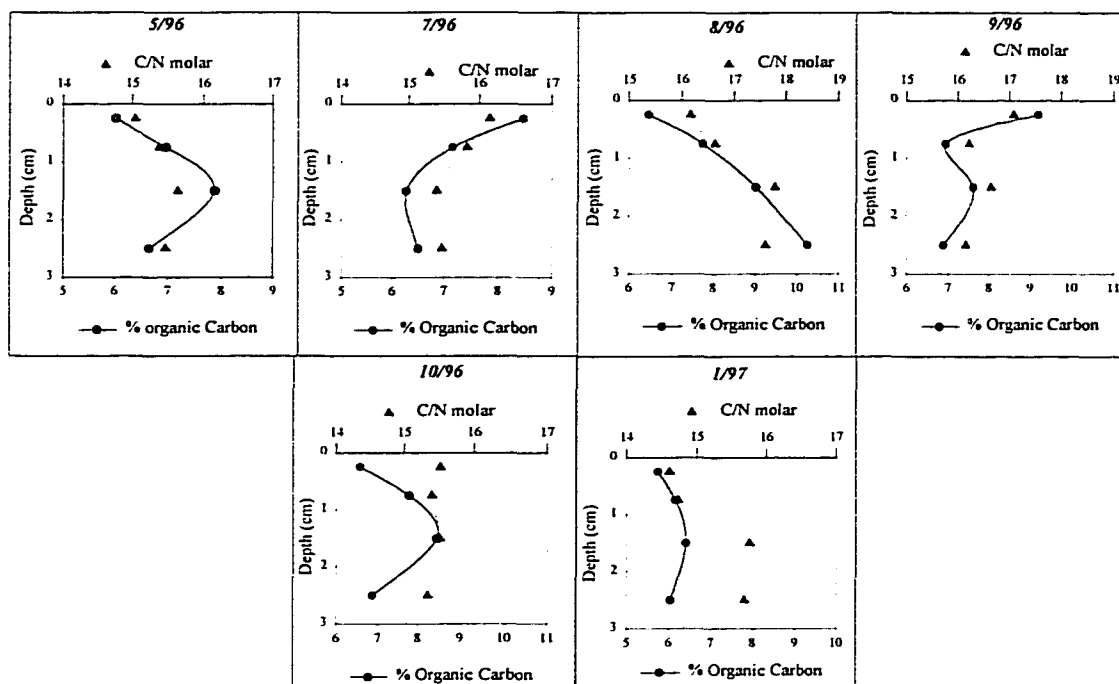 5/96
C/N molar
14 15 16 17
0
1
2
3
Depth (cm)
5 6 7 8 9
% organic Carbon
7/96
C/N molar
14 15 16 17
0
1
2
3
Depth (cm)
5 6 7 8 9
% Organic Carbon
8/96
C/N molar
15 16 17 18 19
0
1
2
3
Depth (cm)
6 7 8 9 10 11
% Organic Carbon
9/96
C/N molar
15 16 17 18 19
0
1
2
3
Depth (cm)
6 7 8 9 10 11
% Organic Carbon
10/96
C/N molar
14 15 16 17
0
1
2
3
Depth (cm)
6 7 8 9 10 11
% Organic Carbon
1/97
C/N molar
14 15 16 17
0
1
2
3
Depth (cm)
5 6 7 8 9 10
% Organic Carbon